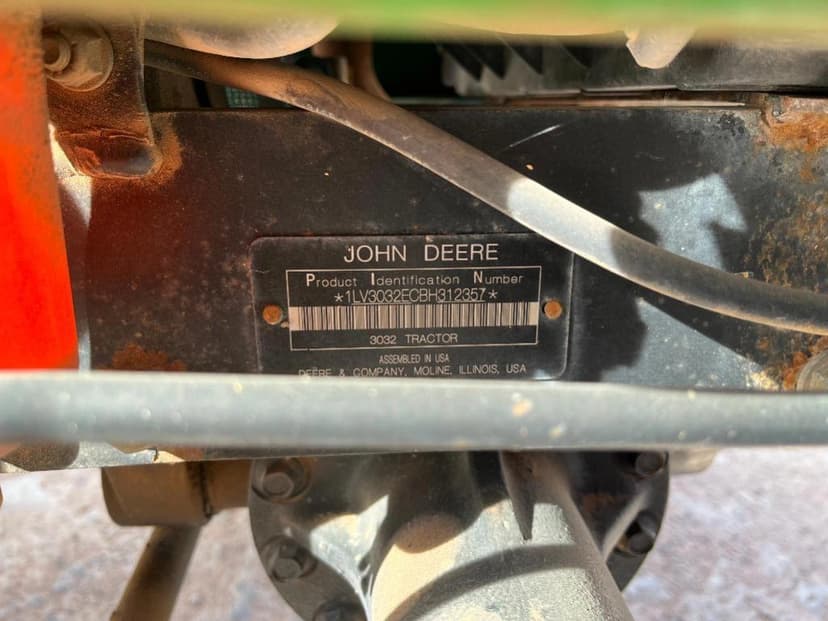 JOHN DEERE
Product Identification Number
*1LV3032ECBH312357*
3032 TRACTOR
ASSEMBLED IN USA
DEERE & COMPANY, MOLINE, ILLINOIS, USA